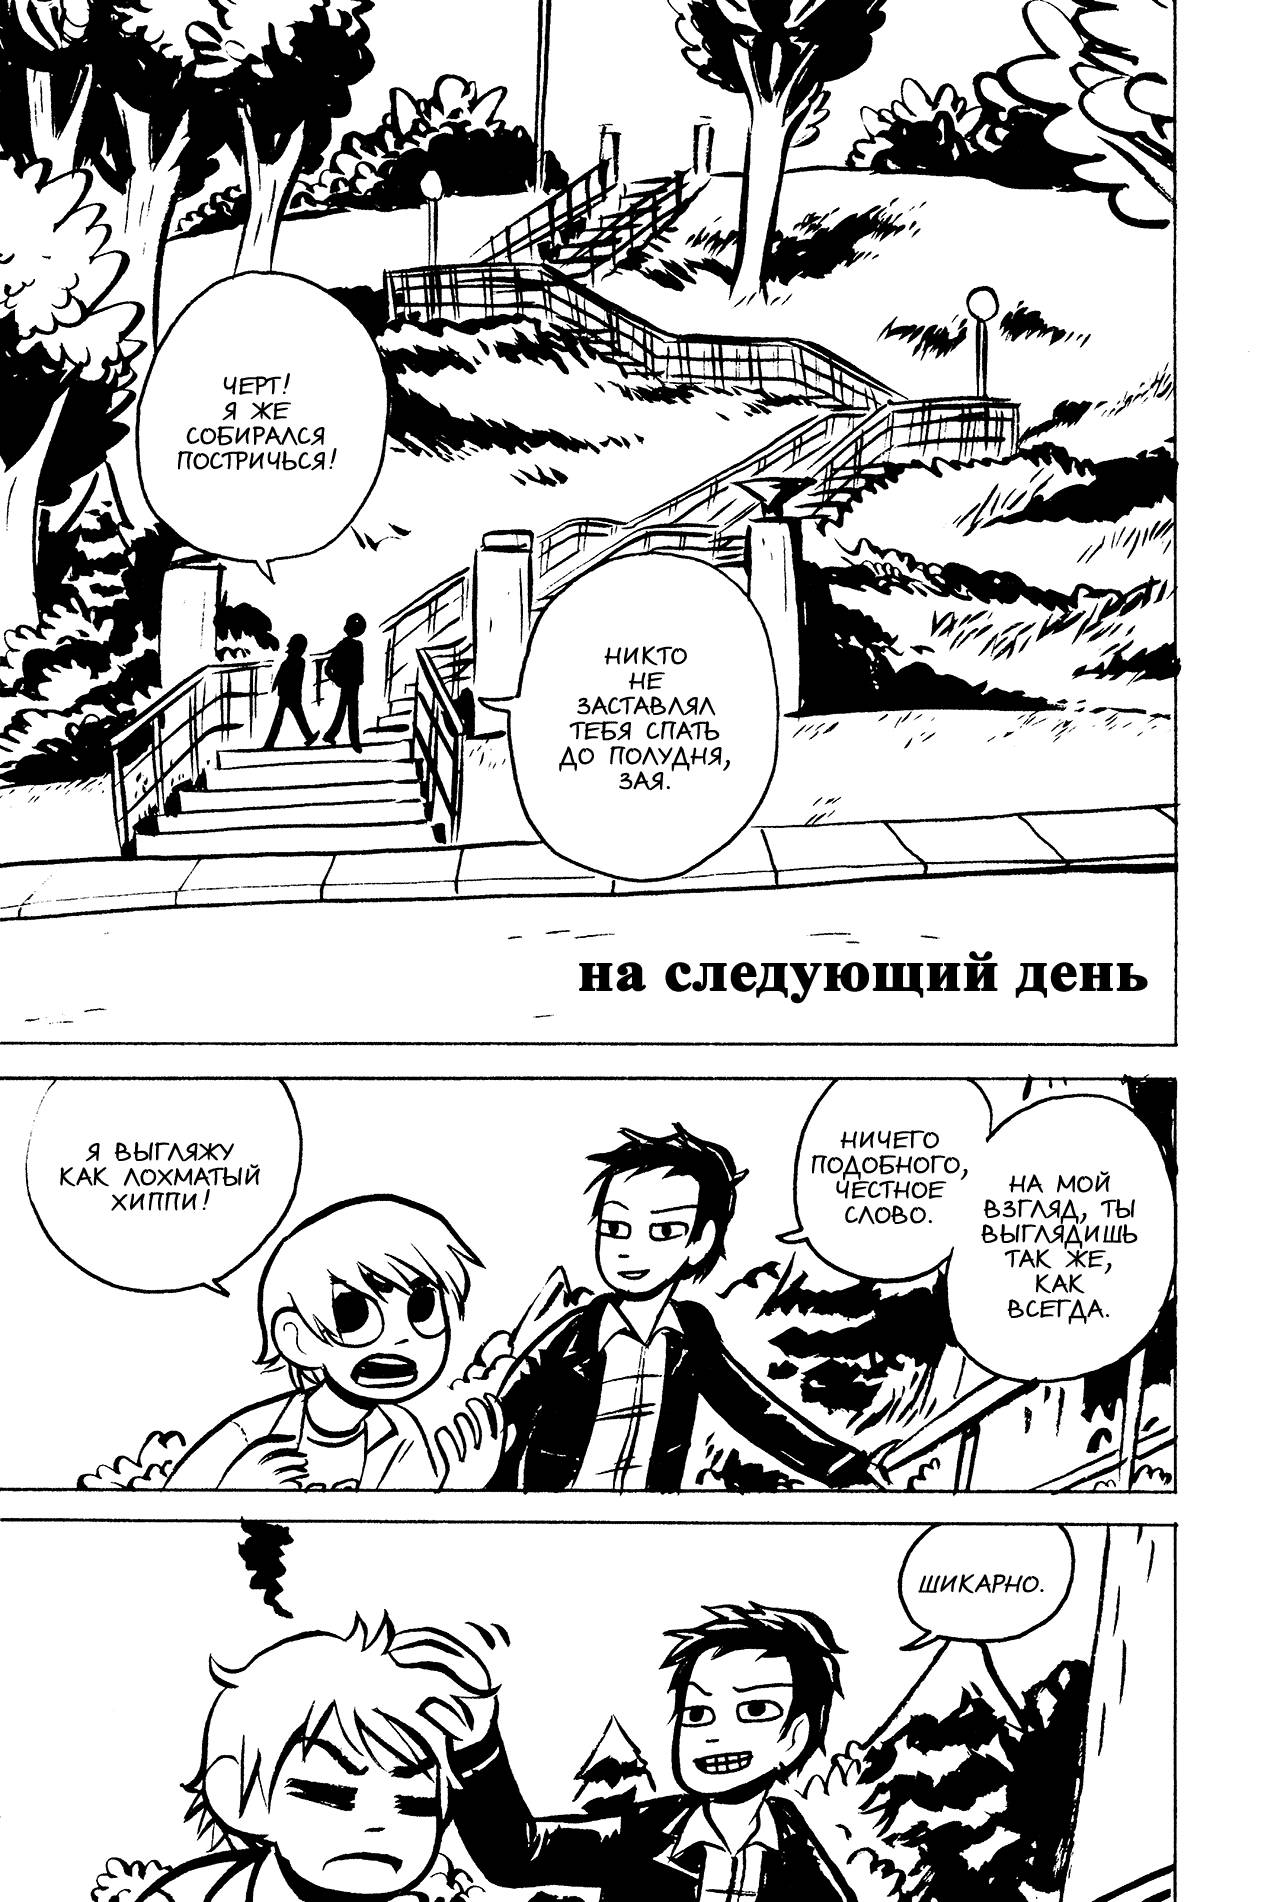 ЧЕРТ!
Я ЖЕ
СОБИРАЛСЯ
ПОСТРИЧЬСЯ!
НИКТО
НЕ
ЗАСТАВЛЯЛ
ТЕБЯ СПАТЬ
ДО ПОЛУДНЯ,
ЗАЯ.
на следующий день
Я ВЫГЛЯЖУ
КАК ЛОХМАТЫЙ
ХИППИ!
НИЧЕГО
ПОДОБНОГО,
ЧЕСТНОЕ
СЛОВО.
НА МОЙ
ВЗГЛЯД, ТЫ
ВЫГЛЯДИШЬ
ТАК ЖЕ,
КАК
ВСЕГДА.
ШИКАРНО.